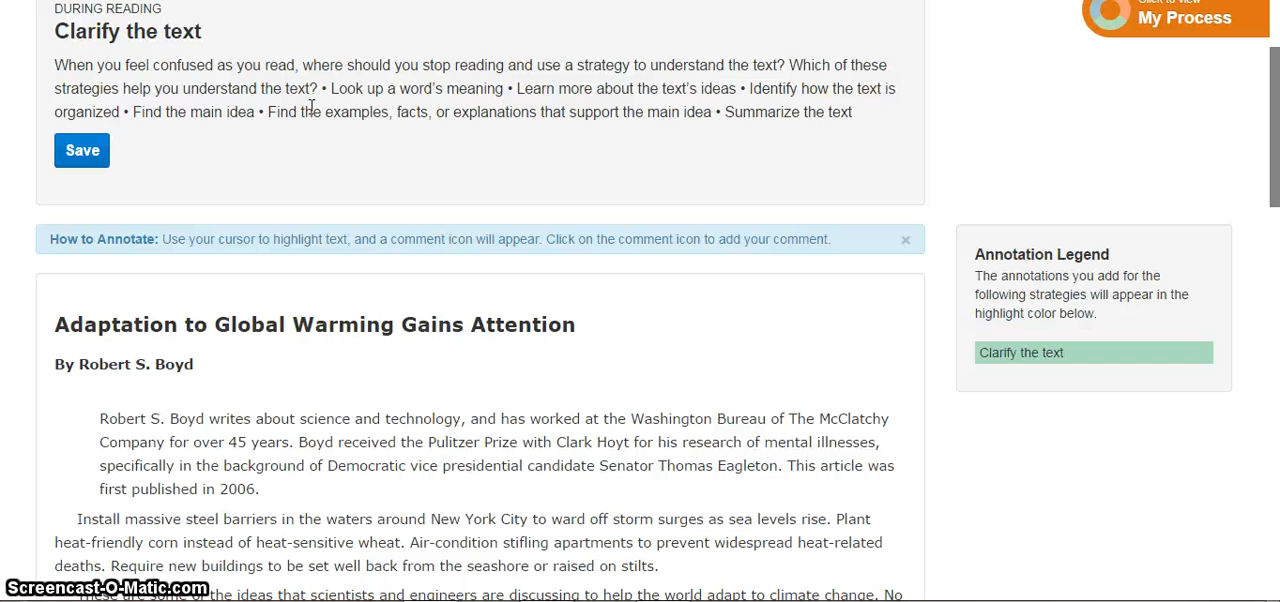 DURING READING
Clarify the text
When you feel confused as you read, where should you stop reading and use a strategy to understand the text? Which of these
strategies help you understand the text? • Look up a word's meaning • Learn more about the text's ideas • Identify how the text is
organized • Find the main idea • Find the examples, facts, or explanations that support the main idea • Summarize the text
Save
Click to view
My Process
How to Annotate: Use your cursor to highlight text, and a comment icon will appear. Click on the comment icon to add your comment. ×
Annotation Legend
The annotations you add for the
following strategies will appear in the
highlight color below.
Clarify the text
Adaptation to Global Warming Gains Attention
By Robert S. Boyd
Robert S. Boyd writes about science and technology, and has worked at the Washington Bureau of The McClatchy
Company for over 45 years. Boyd received the Pulitzer Prize with Clark Hoyt for his research of mental illnesses,
specifically in the background of Democratic vice presidential candidate Senator Thomas Eagleton. This article was
first published in 2006.
Install massive steel barriers in the waters around New York City to ward off storm surges as sea levels rise. Plant
heat-friendly corn instead of heat-sensitive wheat. Air-condition stifling apartments to prevent widespread heat-related
deaths. Require new buildings to be set well back from the seashore or raised on stilts.
These are some of the ideas that scientists and engineers are discussing to help the world adapt to climate change. No
Screencast-O-Matic.com